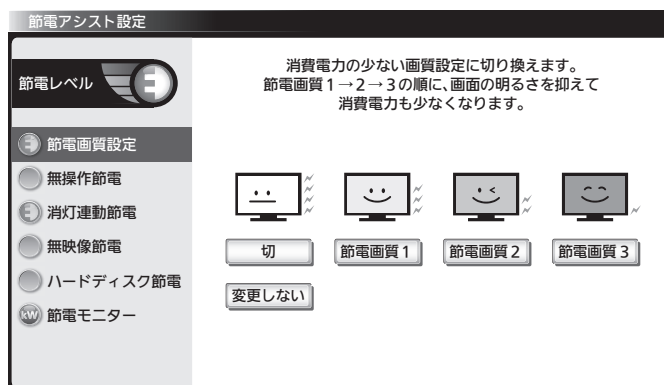 節電アシスト設定
節電レベル
E
消費電力の少ない画質設定に切り換えます。
節電画質1→2→3の順に、画面の明るさを抑えて
消費電力も少なくなります。
E 節電画質設定
無操作節電
E 消灯連動節電
無映像節電
ハードディスク節電
kW 節電モニター
切
節電画質1
節電画質2
節電画質3
変更しない